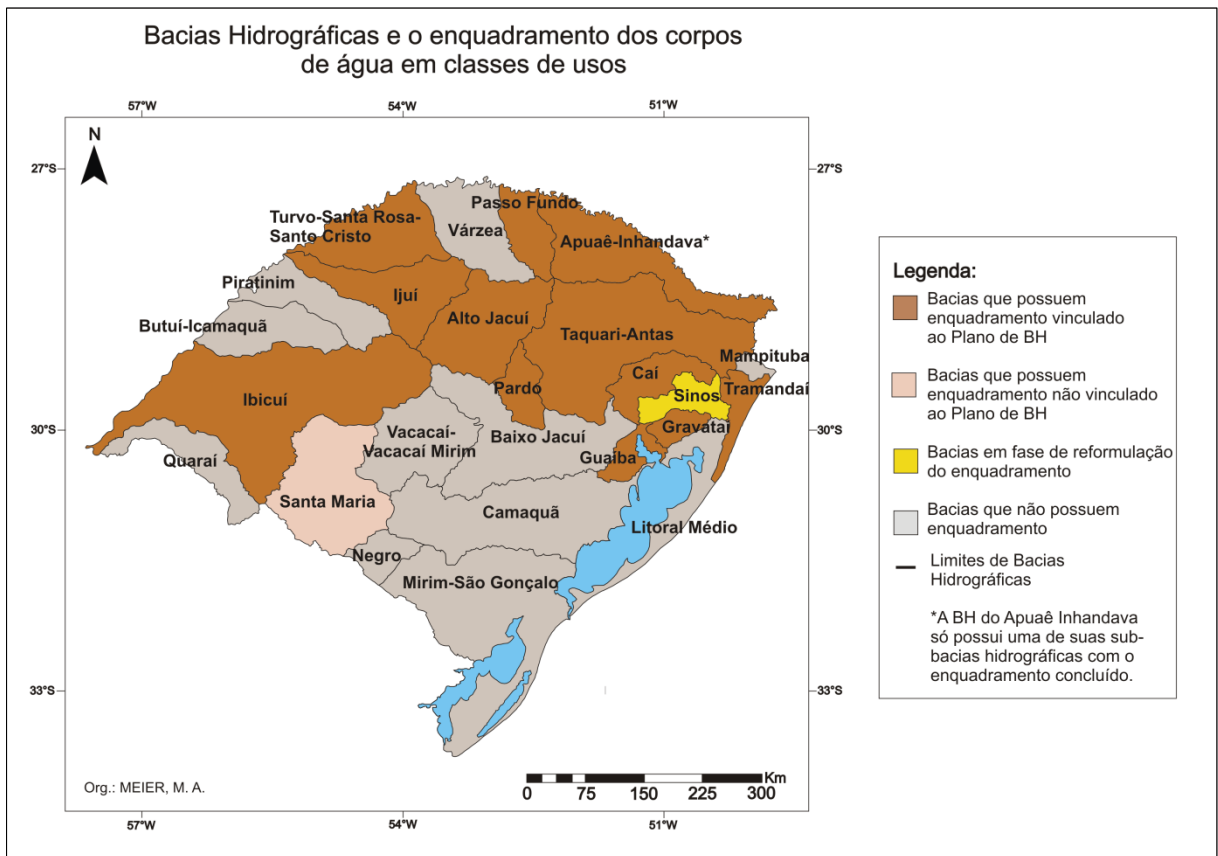 Bacias Hidrográficas e o enquadramento dos corpos
de água em classes de usos
57°W
54°W
51°W
N
27°S
27°S
Passo Fundo
Turvo-Santa Rosa-
Santo Cristo
Várzea
Apuaê-Inhandava*
Piratinim
Ijuí
Butuí-Icamaquã
Alto Jacuí
Taquari-Antas
Mampituba
Caí
Pardo
Sinos
Tramandaí
Ibicuí
Gravataí
30°S
30°S
Vacacaí-
Vacacaí Mirim
Baixo Jacuí
Quaraí
Guaíba
Santa Maria
Camaquã
Litoral Médio
Negro
Mirim-São Gonçalo
33°S
33°S
Org.: MEIER, M. A.
Km
0 75 150 225 300
57°W
54°W
51°W
Legenda:
Bacias que possuem
enquadramento vinculado
ao Plano de BH
Bacias que possuem
enquadramento não vinculado
ao Plano de BH
Bacias em fase de reformulação
do enquadramento
Bacias que não possuem
enquadramento
Limites de Bacias
Hidrográficas
*A BH do Apuaê Inhandava
só possui uma de suas sub-
bacias hidrográficas com o
enquadramento concluído.